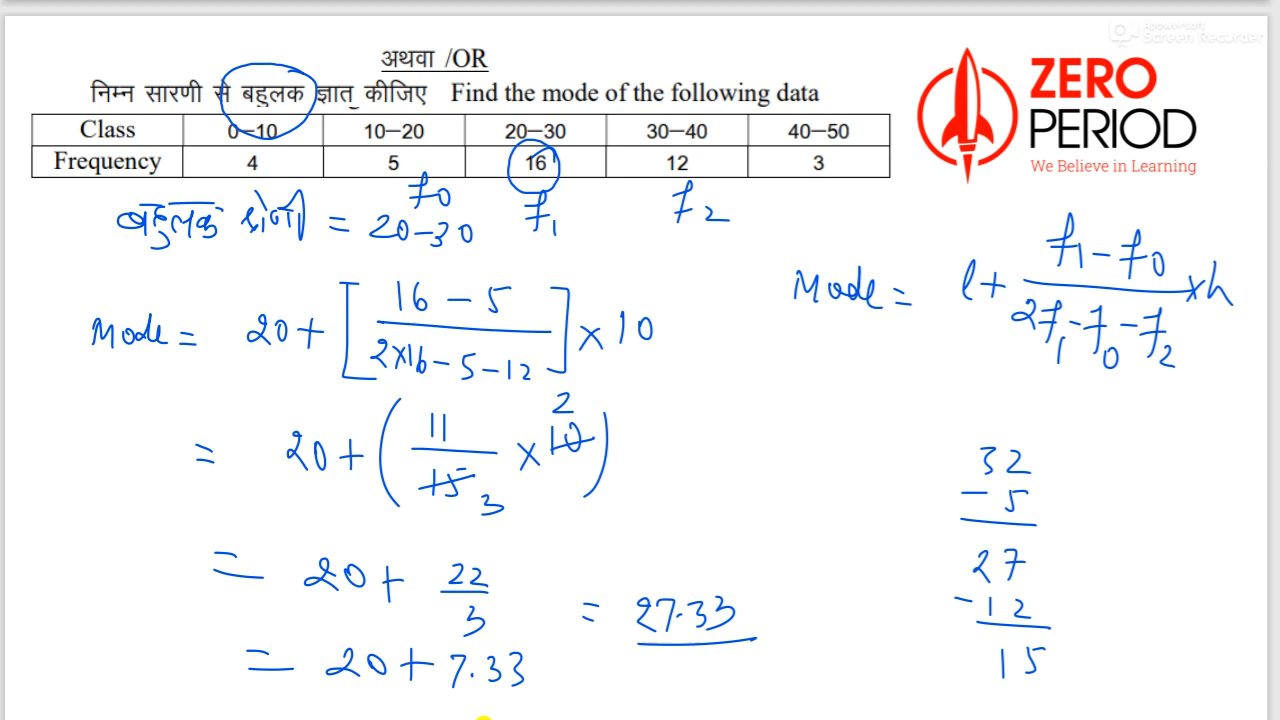 Apowersoft
Screen Recorder
अथवा /OR
निम्न सारणी से बहुलक ज्ञात कीजिए Find the mode of the following data
Class 0–10 10–20 20–30 30–40 40–50
Frequency 4 5 16 12 3
ZERO
PERIOD
We Believe in Learning
f0 f1 f2
बहुलक श्रेणी = 20-30
Mode = l + f1 - f0 / 2f1 - f0 - f2 × h
Mode = 20 + [ 16 - 5 / 2×16 - 5 - 12 ] × 10
= 20 + ( 11 / 15 3 × 10 2 )
= 20 + 22 / 3 = 27.33
= 20 + 7.33
32
- 5
27
- 12
15